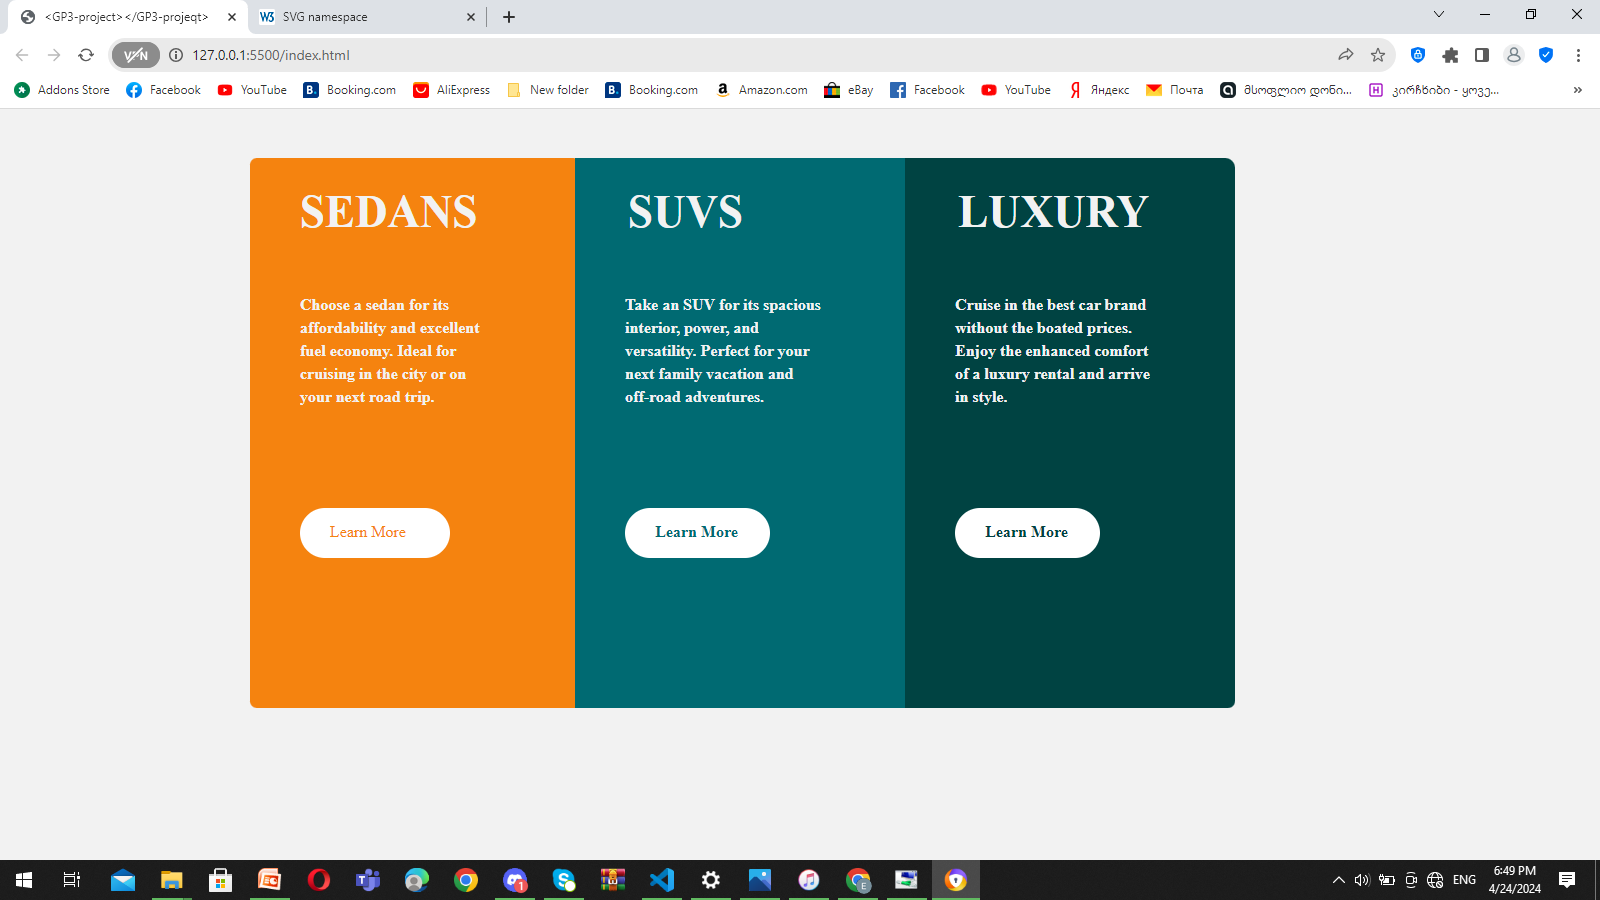 <GP3-project></GP3-projeqt>
W3 SVG namespace
VPN 127.0.0.1:5500/index.html
Addons Store Facebook YouTube B. Booking.com AliExpress New folder B. Booking.com Amazon.com eBay Facebook YouTube Яндекс Почта მსოფლიო დონი... H კირჩხიბი - ყოვე... »
SEDANS
Choose a sedan for its
affordability and excellent
fuel economy. Ideal for
cruising in the city or on
your next road trip.
Learn More
SUVS
Take an SUV for its spacious
interior, power, and
versatility. Perfect for your
next family vacation and
off-road adventures.
Learn More
LUXURY
Cruise in the best car brand
without the boated prices.
Enjoy the enhanced comfort
of a luxury rental and arrive
in style.
Learn More
1
E
ENG
6:49 PM
4/24/2024